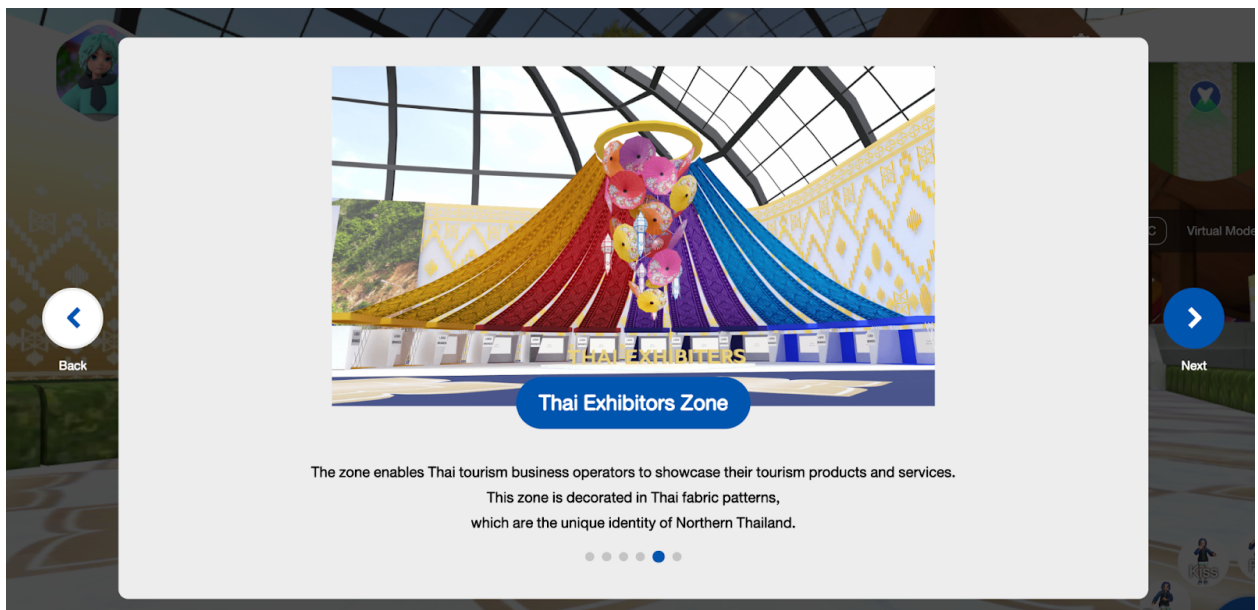 C
Virtual Mode
THAI EXHIBITERS
Back
Next
Thai Exhibitors Zone
The zone enables Thai tourism business operators to showcase their tourism products and services.
This zone is decorated in Thai fabric patterns,
which are the unique identity of Northern Thailand.
Kiss